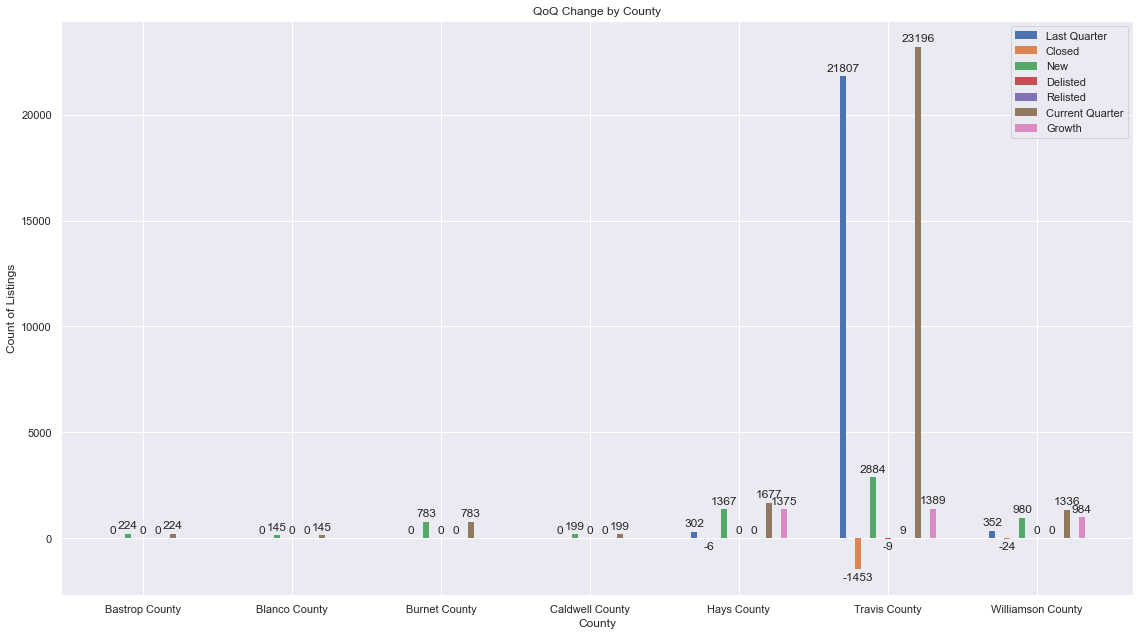 QoQ Change by County
Last Quarter
Closed
New
Delisted
Relisted
Current Quarter
Growth
Count of Listings
20000
15000
10000
5000
0
0 224 0 0 224
0 145 0 0 145
0 783 0 0 783
0 199 0 0 199
302 -6 1367 0 0 1677 1375
21807 -1453 2884 -9 9 23196 1389
352 -24 980 0 0 1336 984
Bastrop County Blanco County Burnet County Caldwell County Hays County Travis County Williamson County
County